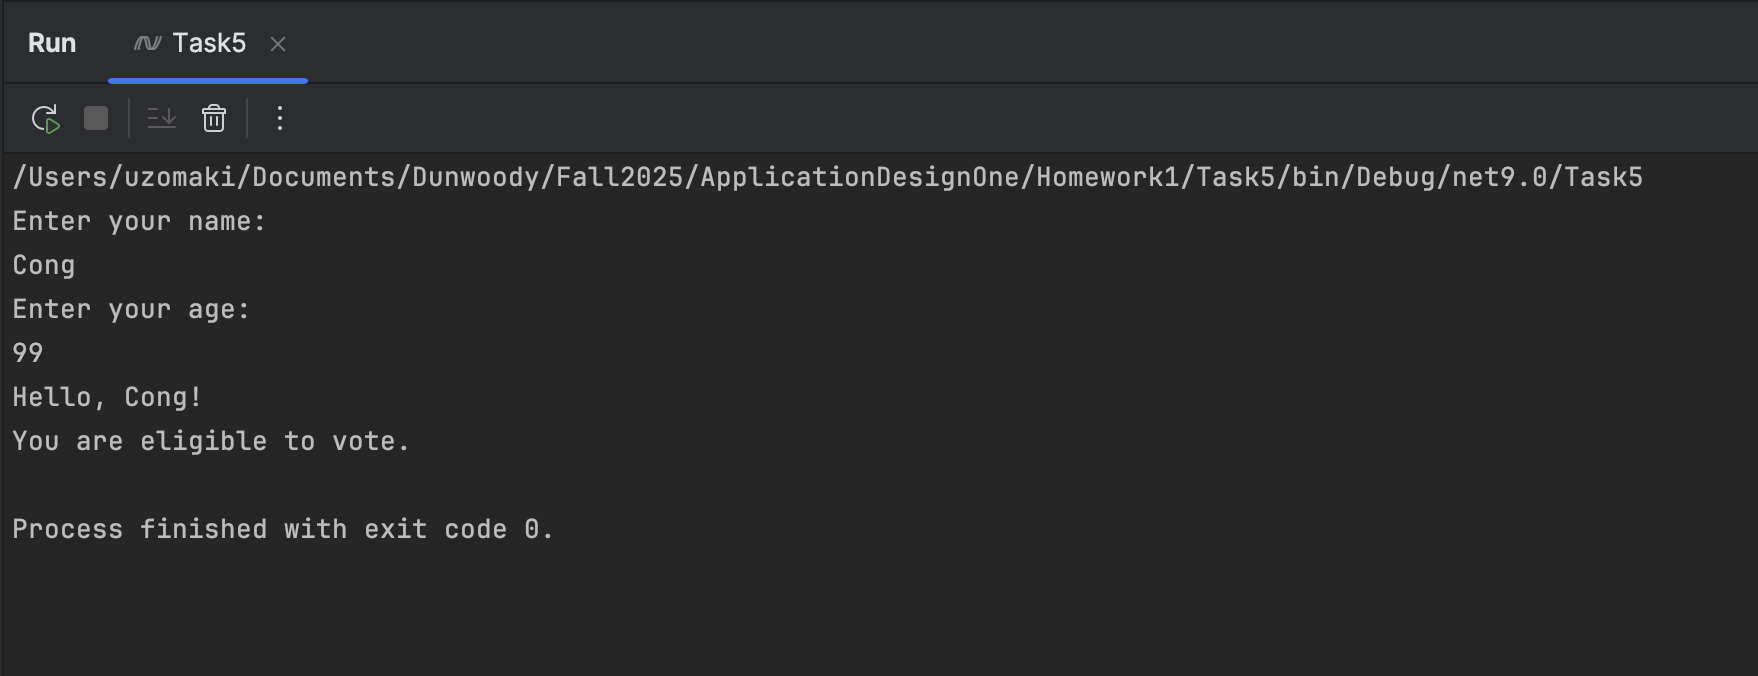 Run Task5
/Users/uzomaki/Documents/Dunwoody/Fall2025/ApplicationDesignOne/Homework1/Task5/bin/Debug/net9.0/Task5
Enter your name:
Cong
Enter your age:
99
Hello, Cong!
You are eligible to vote.
Process finished with exit code 0.